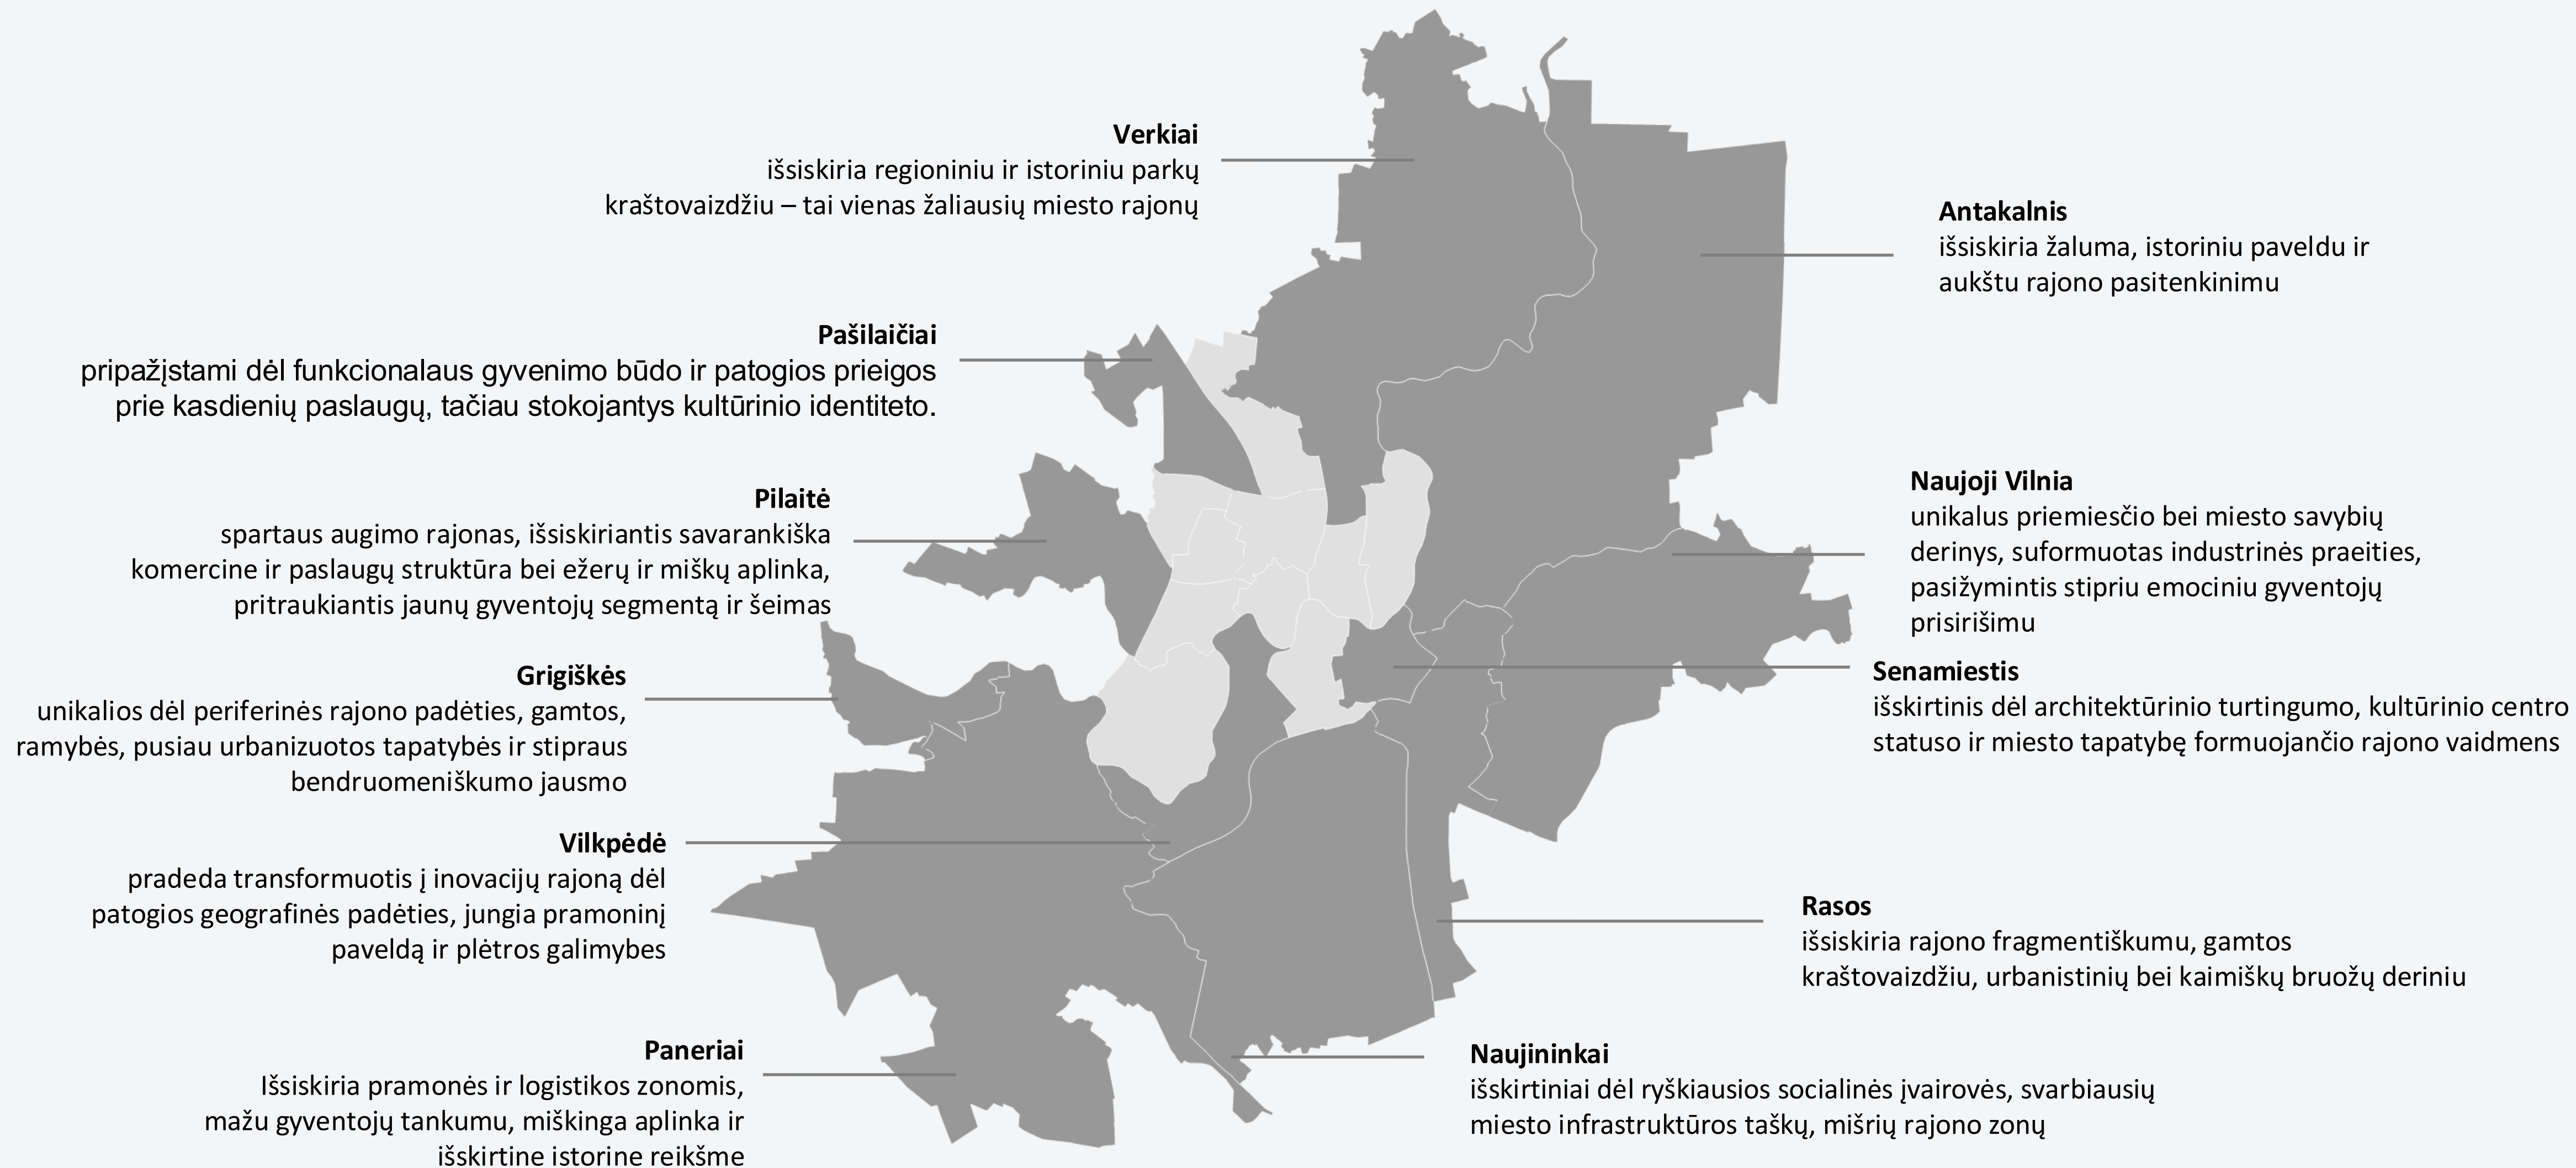 Verkiai
išsiskiria regioniniu ir istoriniu parkų
kraštovaizdžiu – tai vienas žaliausių miesto rajonų
Antakalnis
išsiskiria žaluma, istoriniu paveldu ir
aukštu rajono pasitenkinimu
Pašilaičiai
pripažįstami dėl funkcionalaus gyvenimo būdo ir patogios prieigos
prie kasdienių paslaugų, tačiau stokojantys kultūrinio identiteto.
Naujoji Vilnia
unikalus priemiesčio bei miesto savybių
derinys, suformuotas industrinės praeities,
pasižymintis stipriu emociniu gyventojų
prisirišimu
Pilaitė
spartaus augimo rajonas, išsiskiriantis savarankiška
komercine ir paslaugų struktūra bei ežerų ir miškų aplinka,
pritraukiantis jaunų gyventojų segmentą ir šeimas
Senamiestis
išskirtinis dėl architektūrinio turtingumo, kultūrinio centro
statuso ir miesto tapatybę formuojančio rajono vaidmens
Grigiškės
unikalios dėl periferinės rajono padėties, gamtos,
ramybės, pusiau urbanizuotos tapatybės ir stipraus
bendruomeniškumo jausmo
Vilkpėdė
pradeda transformuotis į inovacijų rajoną dėl
patogios geografinės padėties, jungia pramoninį
paveldą ir plėtros galimybes
Rasos
išsiskiria rajono fragmentiškumu, gamtos
kraštovaizdžiu, urbanistinių bei kaimiškų bruožų deriniu
Paneriai
Išsiskiria pramonės ir logistikos zonomis,
mažu gyventojų tankumu, miškinga aplinka ir
išskirtine istorine reikšme
Naujininkai
išskirtiniai dėl ryškiausios socialinės įvairovės, svarbiausių
miesto infrastruktūros taškų, mišrių rajono zonų